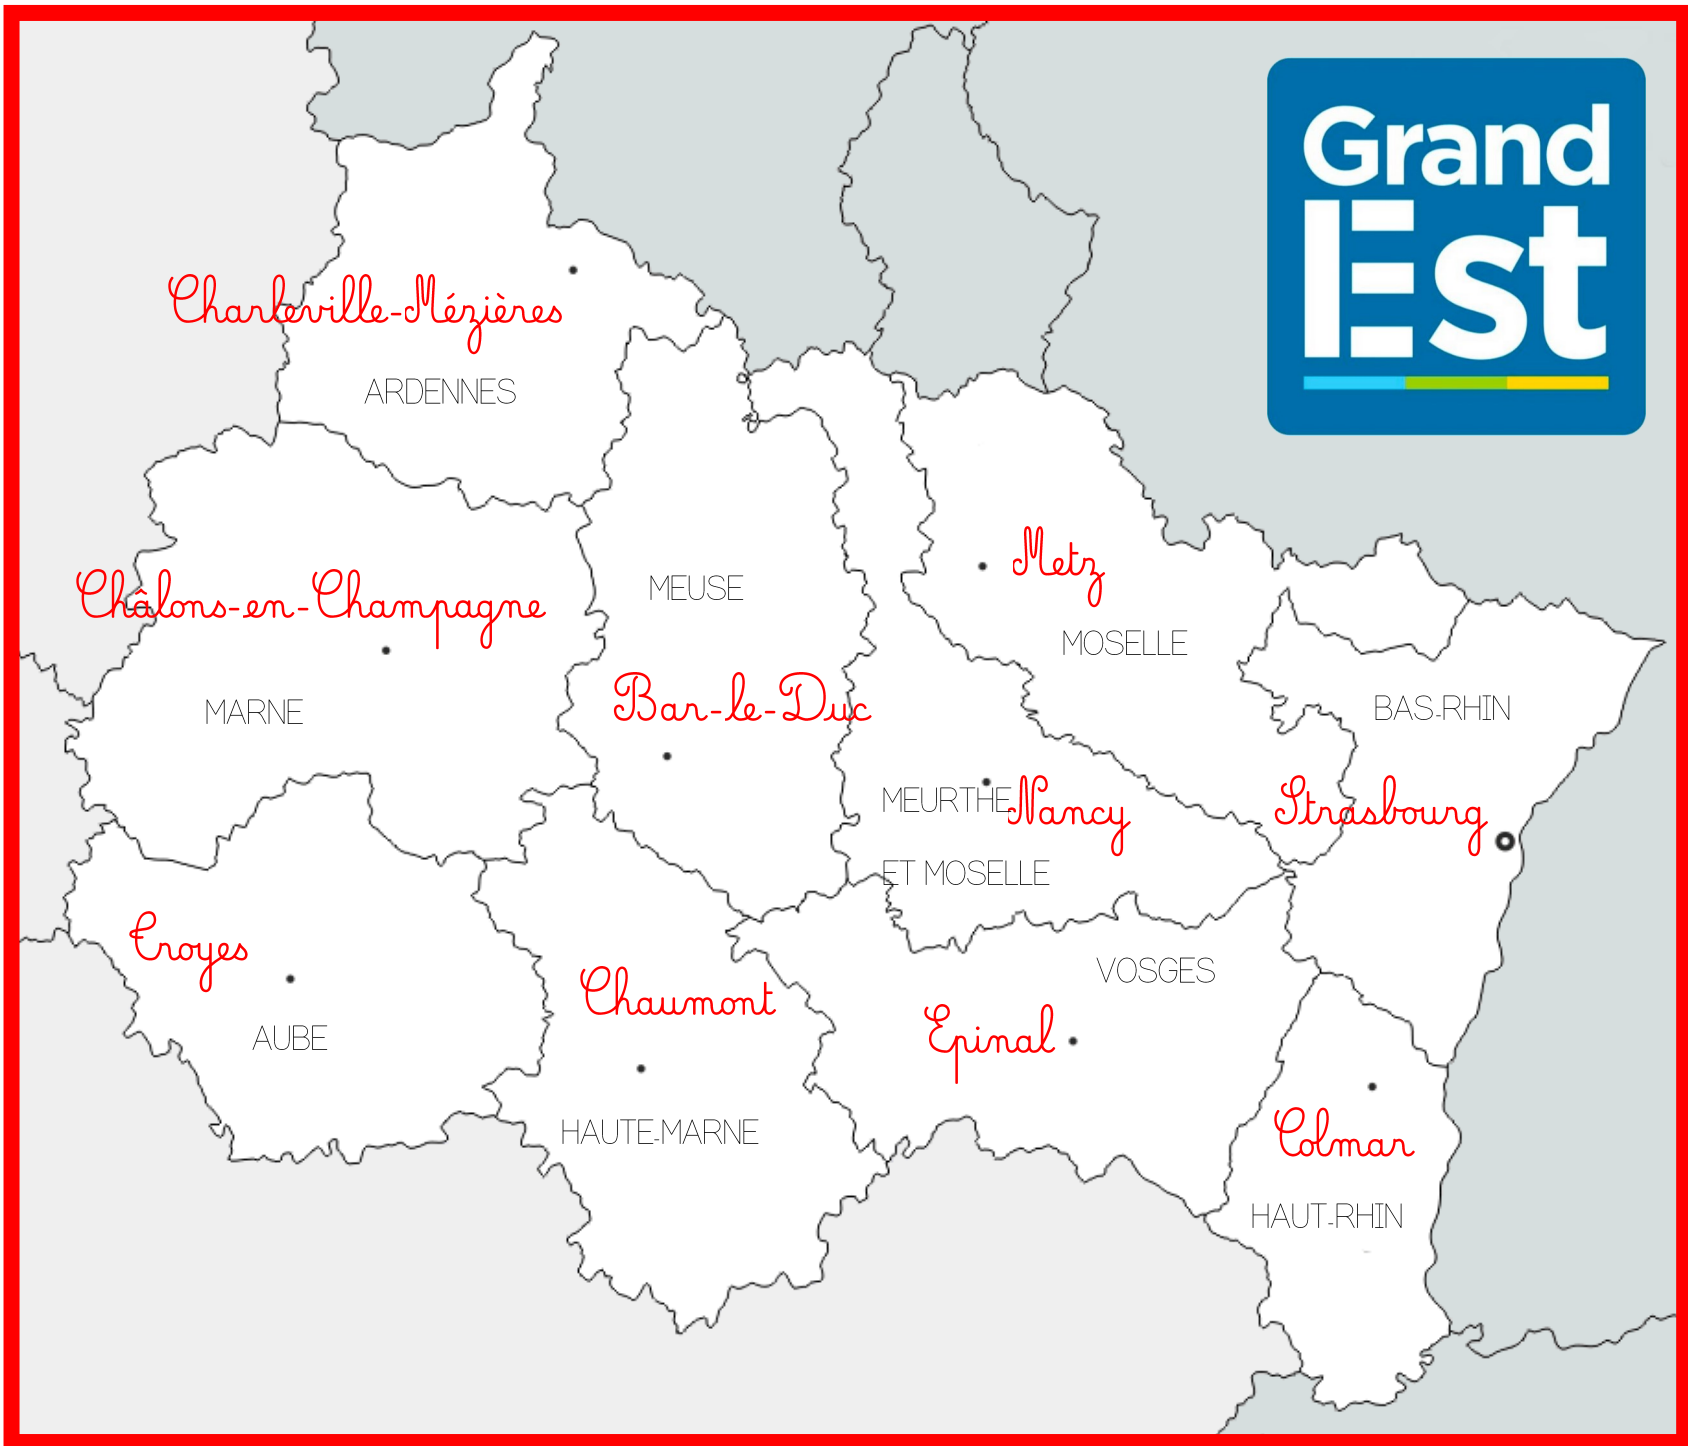 Grand
Est
Charleville-Mézières
ARDENNES
Metz
Châlons-en-Champagne
MEUSE
MOSELLE
Bar-le-Duc
MARNE
BAS-RHIN
MEURTHE
Nancy
Strasbourg
ET MOSELLE
Troyes
VOSGES
Chaumont
Epinal
AUBE
HAUTE-MARNE
Colmar
HAUT-RHIN